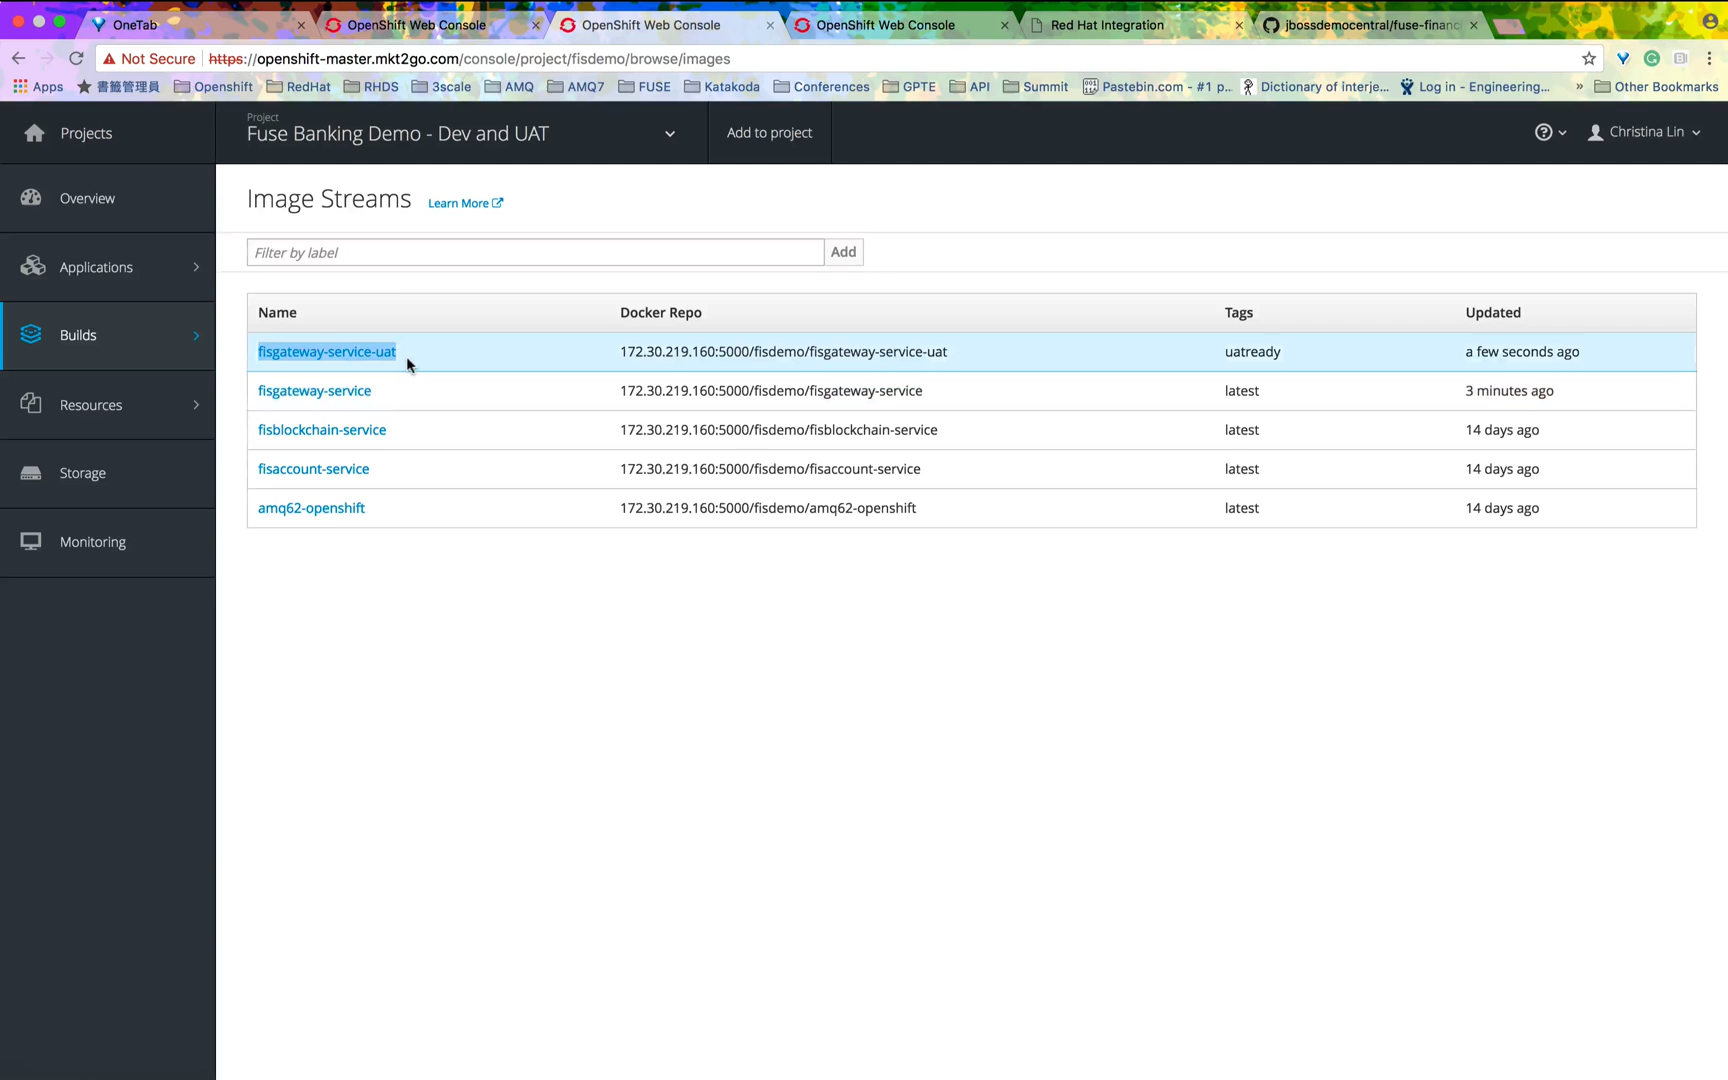 OneTab
OpenShift Web Console
OpenShift Web Console
OpenShift Web Console
Red Hat Integration
jbossdemocentral/fuse-financi
Not Secure https://openshift-master.mkt2go.com/console/project/fisdemo/browse/images
Apps
書籤管理員
Openshift
RedHat
RHDS
3scale
AMQ
AMQ7
FUSE
Katakoda
Conferences
GPTE
API
Summit
Pastebin.com - #1 p...
Dictionary of interje...
Log in - Engineering...
» Other Bookmarks
Projects
Project
Fuse Banking Demo - Dev and UAT
Add to project
Christina Lin
Overview
Applications
Builds
Resources
Storage
Monitoring
Image Streams Learn More
Filter by label Add
Name Docker Repo Tags Updated
fisgateway-service-uat 172.30.219.160:5000/fisdemo/fisgateway-service-uat uatready a few seconds ago
fisgateway-service 172.30.219.160:5000/fisdemo/fisgateway-service latest 3 minutes ago
fisblockchain-service 172.30.219.160:5000/fisdemo/fisblockchain-service latest 14 days ago
fisaccount-service 172.30.219.160:5000/fisdemo/fisaccount-service latest 14 days ago
amq62-openshift 172.30.219.160:5000/fisdemo/amq62-openshift latest 14 days ago